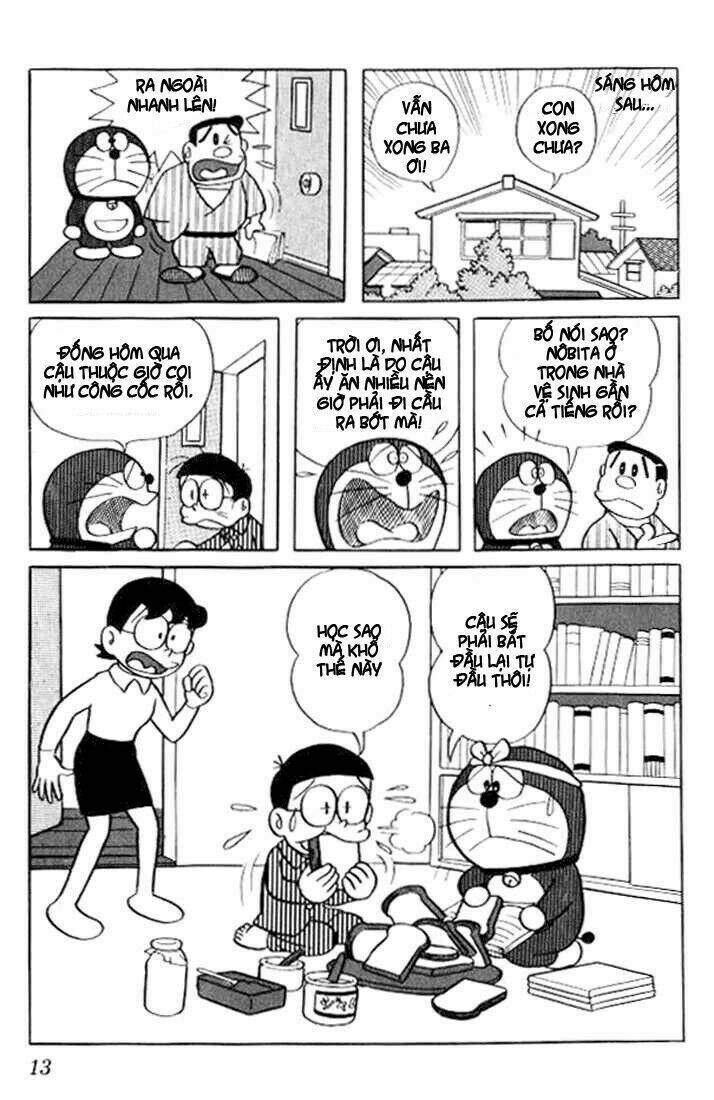 SÁNG HÔM
SAU...
CON
XONG
CHƯA?
VẪN
CHƯA
XONG BA
ƠI!
RA NGOÀI
NHANH LÊN!
BỐ NÓI SAO?
NÔBITA Ở
TRONG NHÀ
VỆ SINH GẦN
CẢ TIẾNG RỒI?
TRỜI ƠI, NHẤT
ĐỊNH LÀ DO CẬU
ẤY ĂN NHIỀU NÊN
GIỜ PHẢI ĐI CẦU
RA BỚT MÀ!
ĐỐNG HÔM QUA
CẬU THUỘC GIỜ COI
NHƯ CÔNG CỐC RỒI.
CẬU SẼ
PHẢI BẮT
ĐẦU LẠI TỪ
ĐẦU THÔI!
HỌC SAO
MÀ KHỔ
THẾ NÀY
13